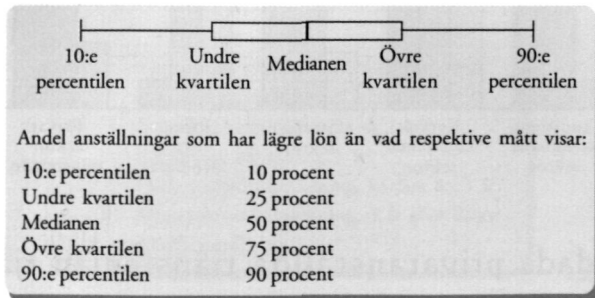 10:e Undre Medianen Övre 90:e
percentilen kvartilen kvartilen percentilen
Andel anställningar som har lägre lön än vad respektive mått visar:
10:e percentilen 10 procent
Undre kvartilen 25 procent
Medianen 50 procent
Övre kvartilen 75 procent
90:e percentilen 90 procent